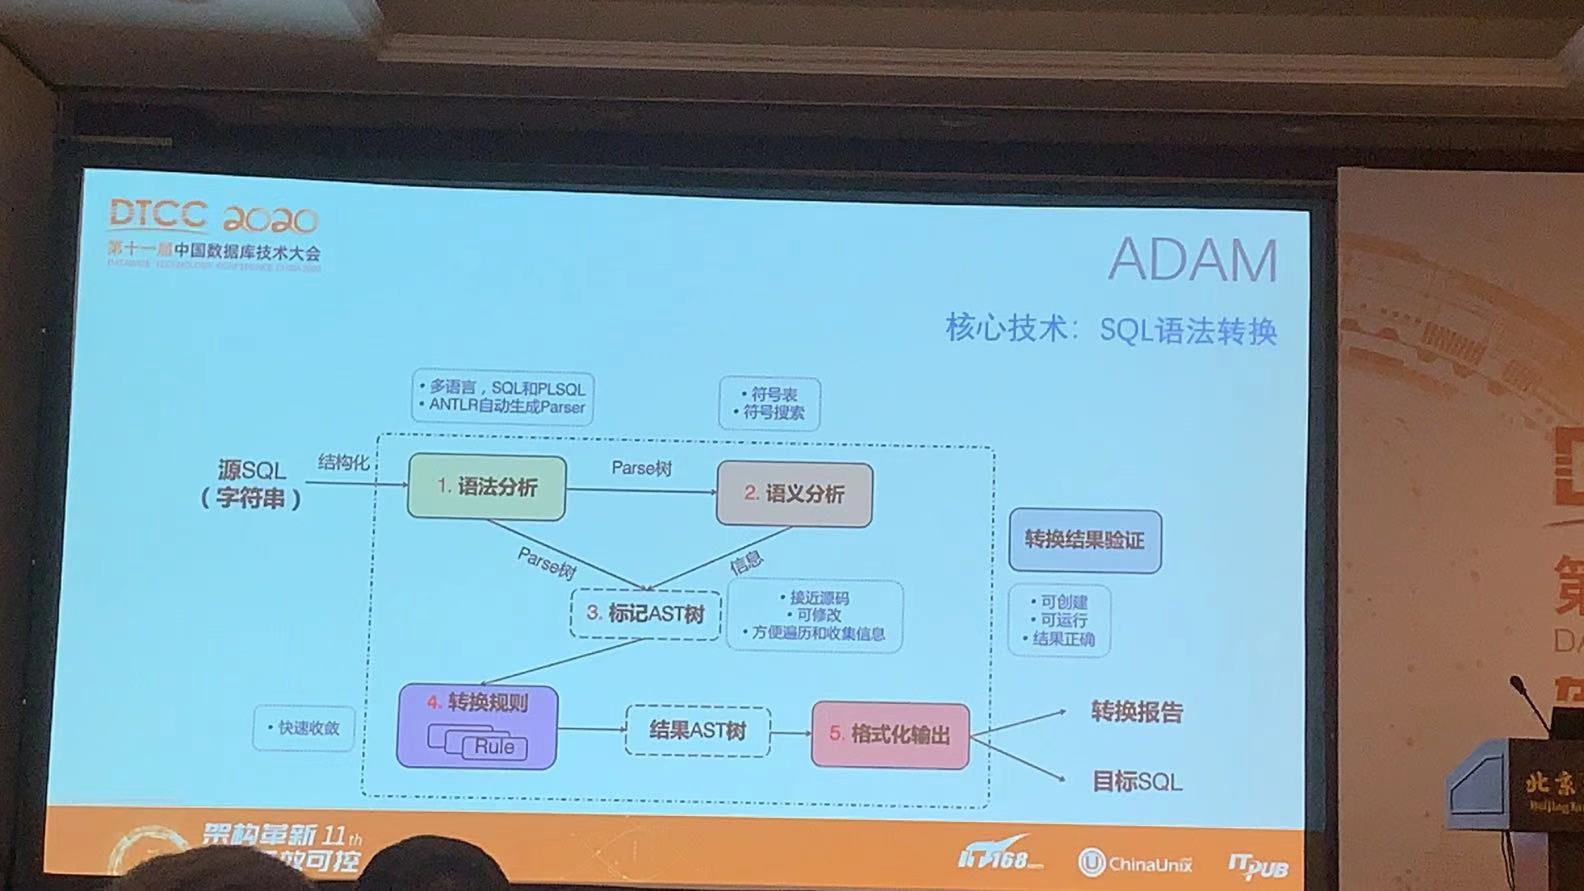 DTCC 2020
第十一届中国数据库技术大会
DATABASE TECHNOLOGY CONFERENCE CHINA 2020
ADAM
核心技术：SQL语法转换
• 多语言，SQL和PLSQL
• ANTLR自动生成Parser
• 符号表
• 符号搜索
源SQL
（字符串）
结构化
1. 语法分析
Parse树
2. 语义分析
Parse树
信息
转换结果验证
3. 标记AST树
• 接近源码
• 可修改
• 方便遍历和收集信息
• 可创建
• 可运行
• 结果正确
• 快速收敛
4. 转换规则
Rule
结果AST树
5. 格式化输出
转换报告
目标SQL
架构革新 11th
效可控
IT168.com
ChinaUnix
ITPUB
D
第
DA
北京
Beijing